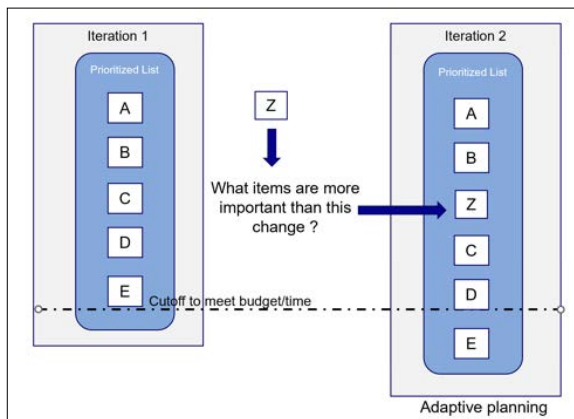 Iteration 1
Prioritized List
A
B
C
D
E
Z
What items are more
important than this
change ?
Cutoff to meet budget/time
Iteration 2
Prioritized List
A
B
Z
C
D
E
Adaptive planning